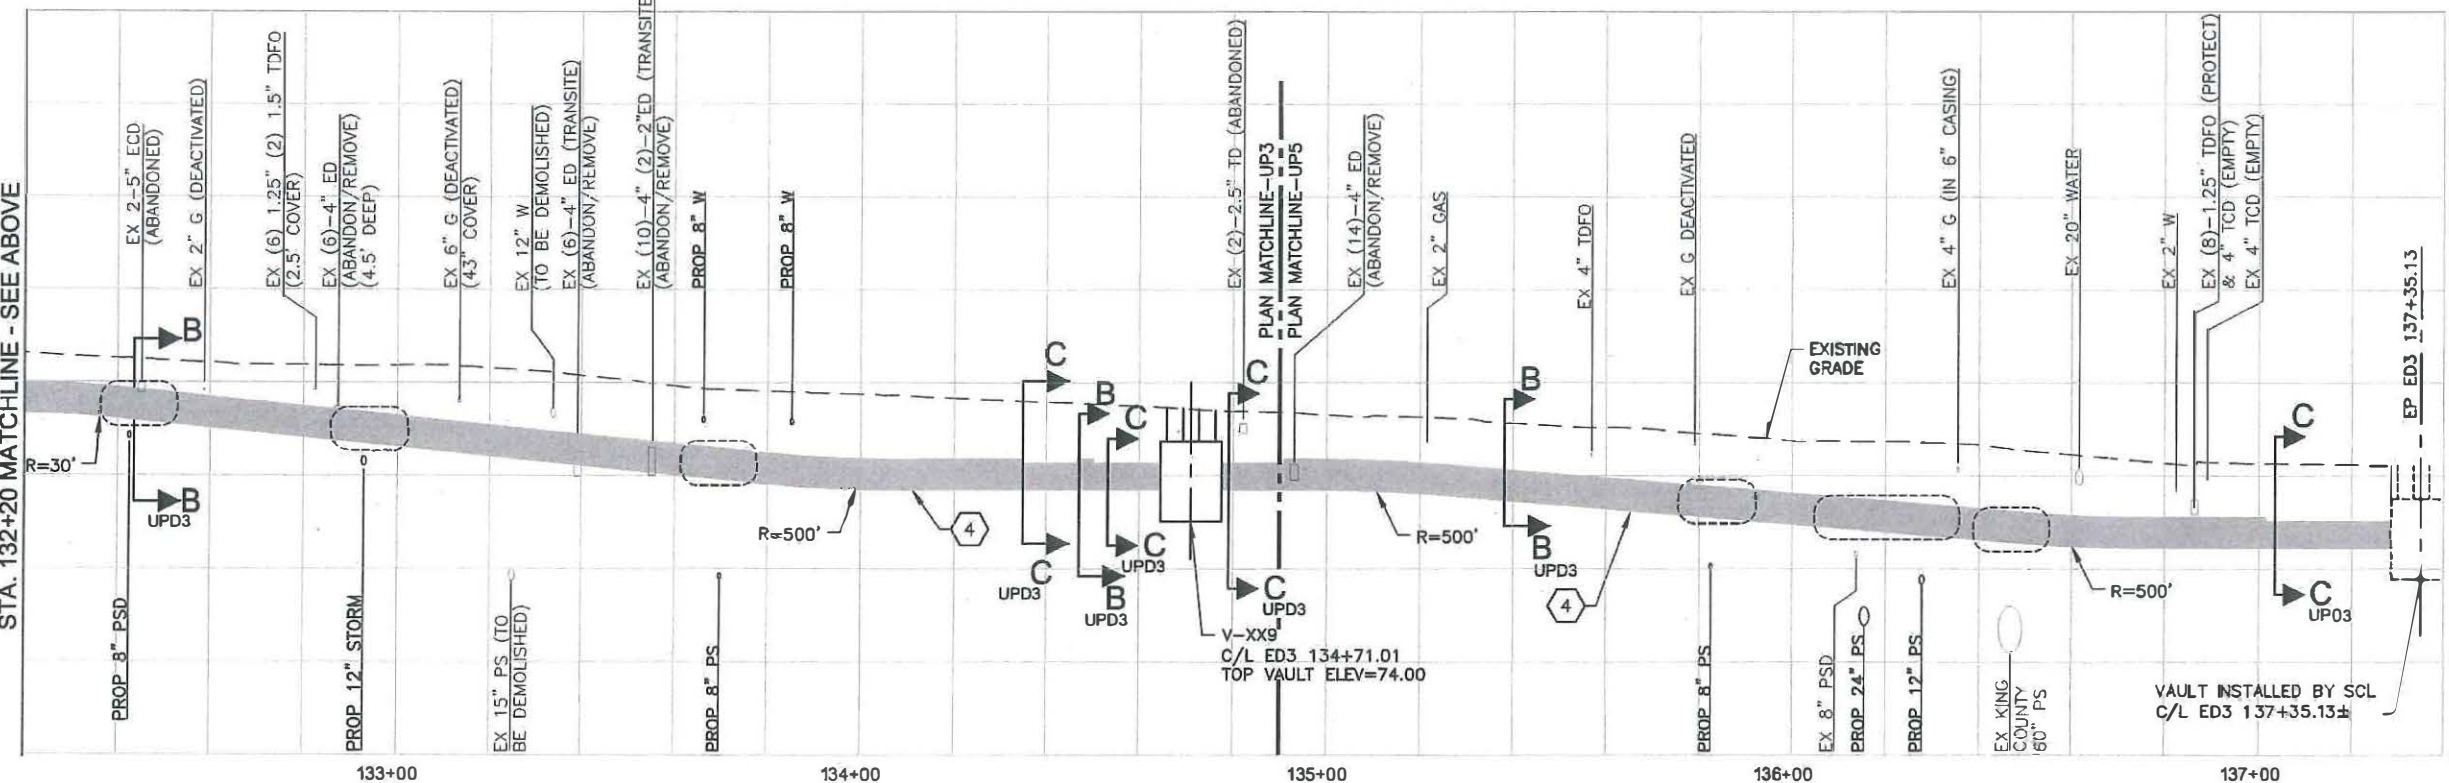 STA. 132+20 MATCHLINE - SEE ABOVE
EX 2-5" ECD
(ABANDONED)
EX 2" G (DEACTIVATED)
EX (6) 1.25" (2) 1.5" TDFO
(2.5' COVER)
EX (6)-4" ED
(ABANDON/REMOVE)
(4.5' DEEP)
EX 6" G (DEACTIVATED)
(43" COVER)
EX 12" W
(TO BE DEMOLISHED)
EX (6)-4" ED (TRANSITE)
(ABANDON/REMOVE)
EX (10)-4" (2)-2"ED (TRANSITE
(ABANDON/REMOVE)
PROP 8" W
PROP 8" W
EX (2)-2.5" TD (ABANDONED)
PLAN MATCHLINE-UP3
PLAN MATCHLINE-UP5
EX (14)-4" ED
(ABANDON/REMOVE)
EX 2" GAS
EX 4" TDFO
EX G DEACTIVATED
EX 4" G (IN 6" CASING)
EX 20" WATER
EX 2" W
EX (8)-1.25" TDFO (PROTECT)
& 4" TCD (EMPTY)
EX 4" TCD (EMPTY)
EP ED3 137+35.13
B
C
B
C
C
B
EXISTING
GRADE
C
R=30'
B
UPD3
R=500'
4
C
UPD3
B
UPD3
C
UPD3
C
UPD3
R=500'
B
UPD3
4
R=500'
C
UPD3
V-XX9
C/L ED3 134+71.01
TOP VAULT ELEV=74.00
VAULT INSTALLED BY SCL
C/L ED3 137+35.13±
PROP 8" PSD
PROP 12" STORM
EX 15" PS (TO
BE DEMOLISHED)
PROP 8" PS
PROP 8" PS
EX 8" PSD
PROP 24" PS
PROP 12" PS
EX KING
COUNTY
60" PS
133+00
134+00
135+00
136+00
137+00